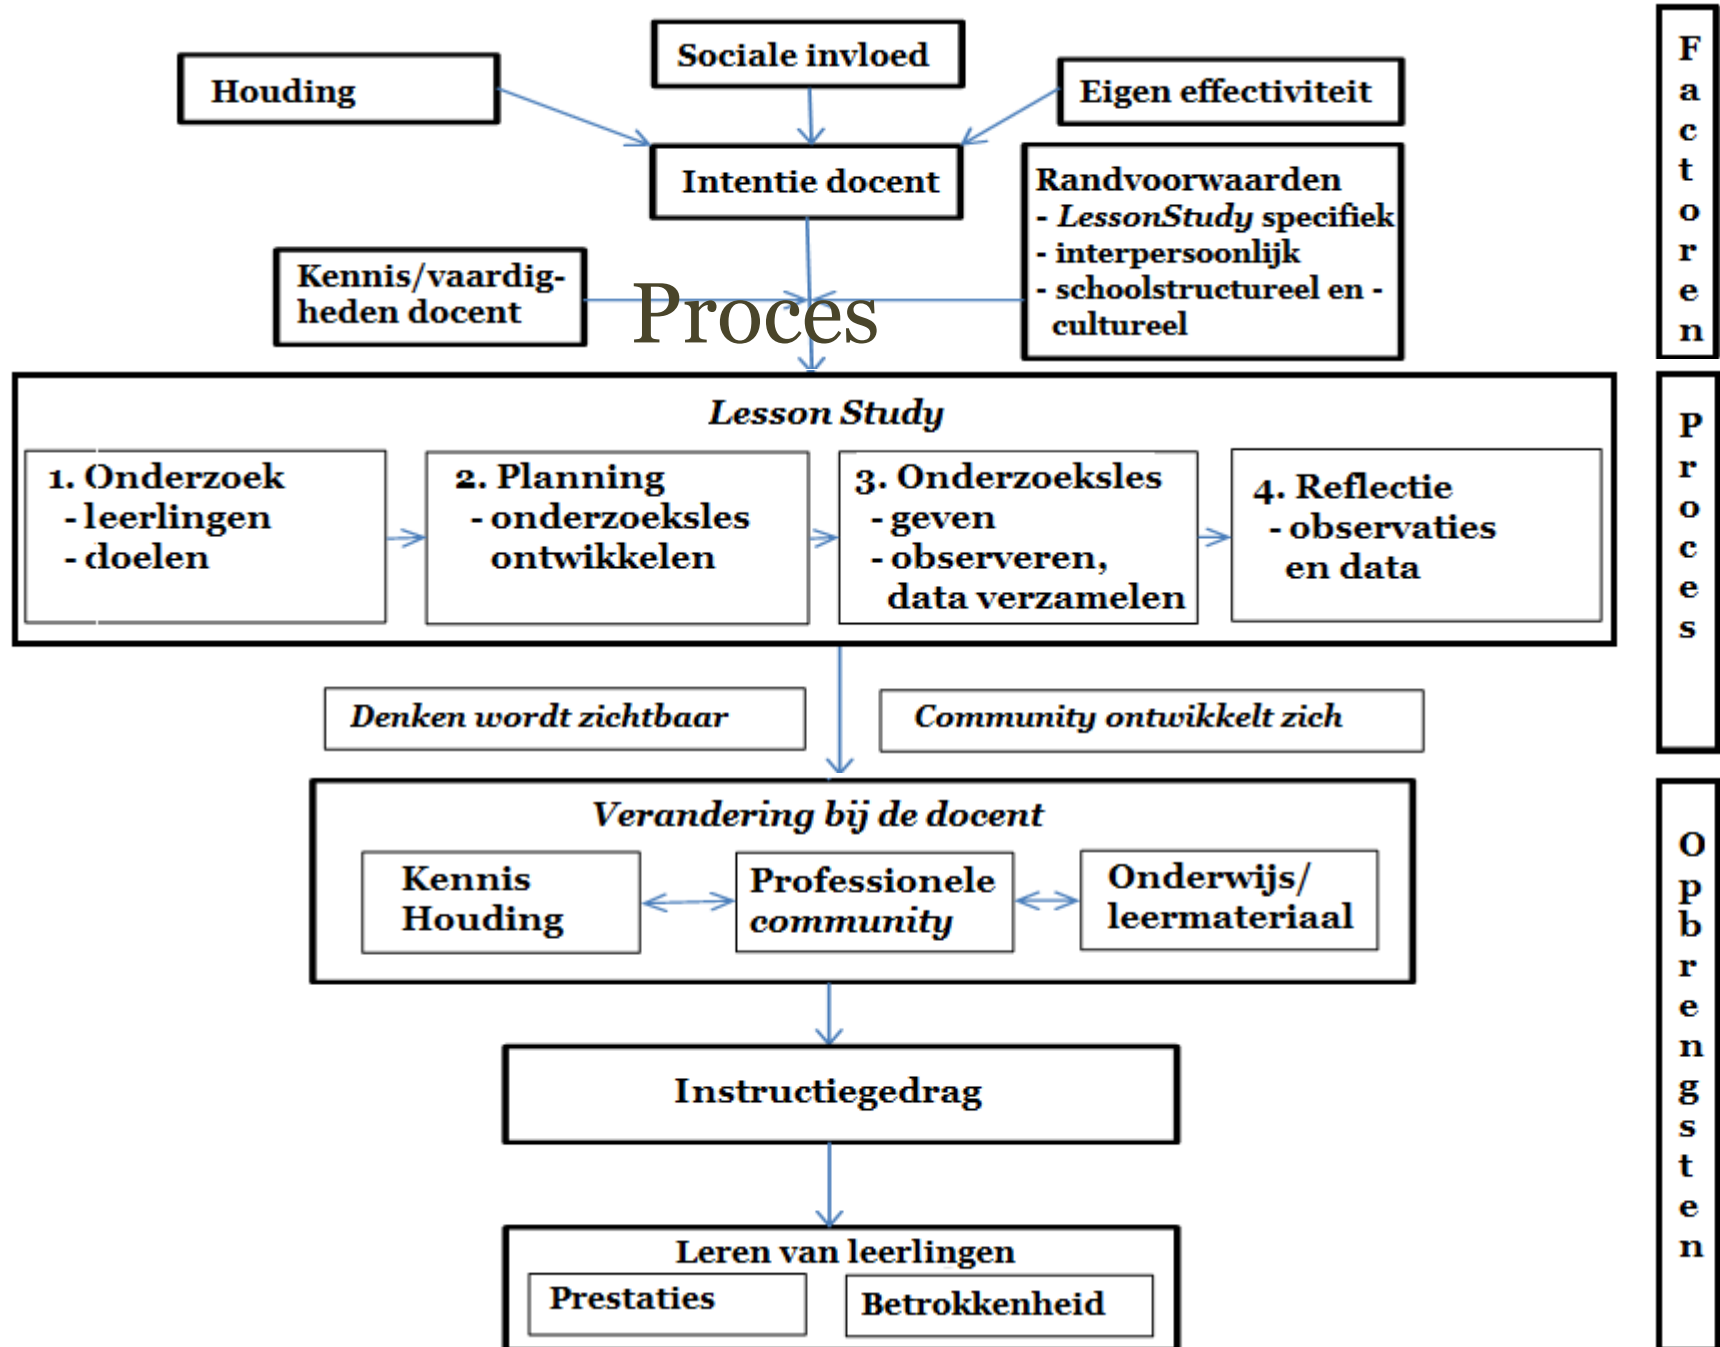 Sociale invloed
Houding
Eigen effectiviteit
Intentie docent
Randvoorwaarden
- LessonStudy specifiek
- interpersoonlijk
- schoolstructureel en -
cultureel
Kennis/vaardig-
heden docent
Proces
Factoren
Lesson Study
1. Onderzoek
- leerlingen
- doelen
2. Planning
- onderzoeksles
ontwikkelen
3. Onderzoeksles
- geven
- observeren,
data verzamelen
4. Reflectie
- observaties
en data
Proces
Denken wordt zichtbaar
Community ontwikkelt zich
Verandering bij de docent
Kennis
Houding
Professionele
community
Onderwijs/
leermateriaal
Instructiegedrag
Leren van leerlingen
Prestaties
Betrokkenheid
Opbrengsten